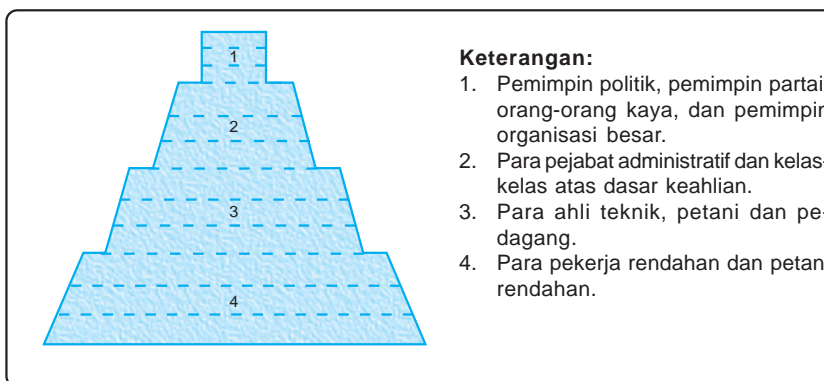 1
2
3
4
Keterangan:
1. Pemimpin politik, pemimpin partai
orang-orang kaya, dan pemimpin
organisasi besar.
2. Para pejabat administratif dan kelas-
kelas atas dasar keahlian.
3. Para ahli teknik, petani dan pe-
dagang.
4. Para pekerja rendahan dan petan
rendahan.